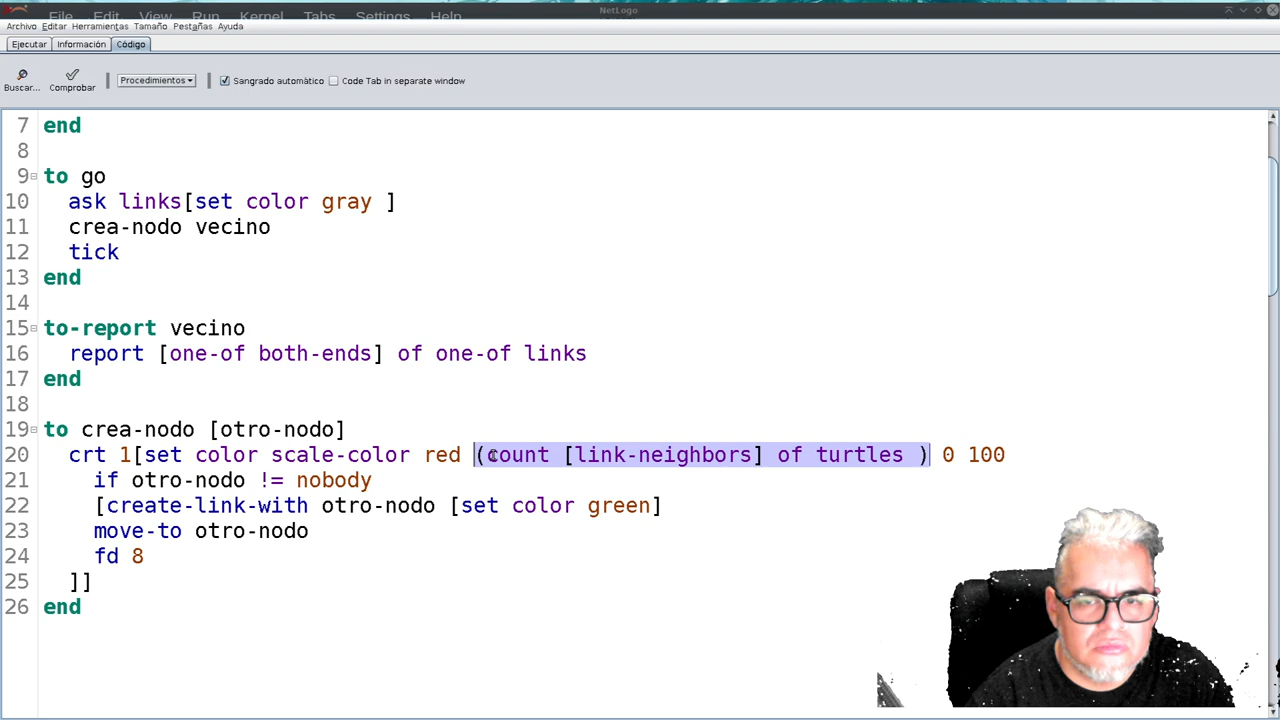 File Edit View Run Kernel Tabs Settings Help
NetLogo
Archivo Editar Herramientas Tamaño Pestañas Ayuda
Ejecutar Información Código
Buscar... Comprobar Procedimientos Sangrado automático Code Tab in separate window
7 end
8
9 to go
10 ask links[set color gray ]
11 crea-nodo vecino
12 tick
13 end
14
15 to-report vecino
16 report [one-of both-ends] of one-of links
17 end
18
19 to crea-nodo [otro-nodo]
20 crt 1[set color scale-color red (count [link-neighbors] of turtles ) 0 100
21 if otro-nodo != nobody
22 [create-link-with otro-nodo [set color green]
23 move-to otro-nodo
24 fd 8
25 ]]
26 end